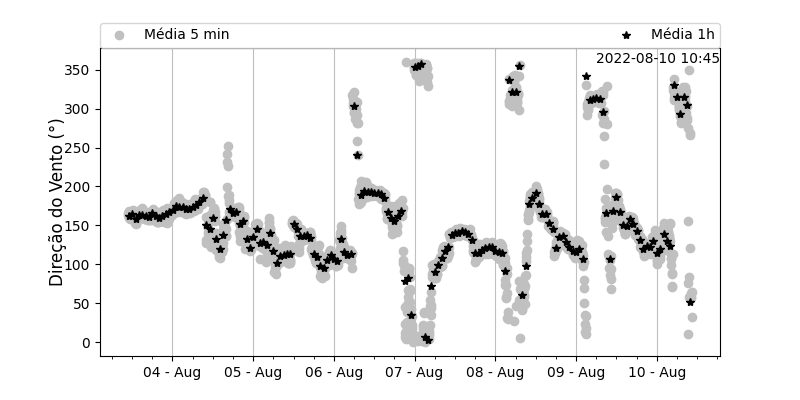 Média 5 min
Média 1h
2022-08-10 10:45
Direção do Vento (°)
350
300
250
200
150
100
50
0
04 - Aug
05 - Aug
06 - Aug
07 - Aug
08 - Aug
09 - Aug
10 - Aug